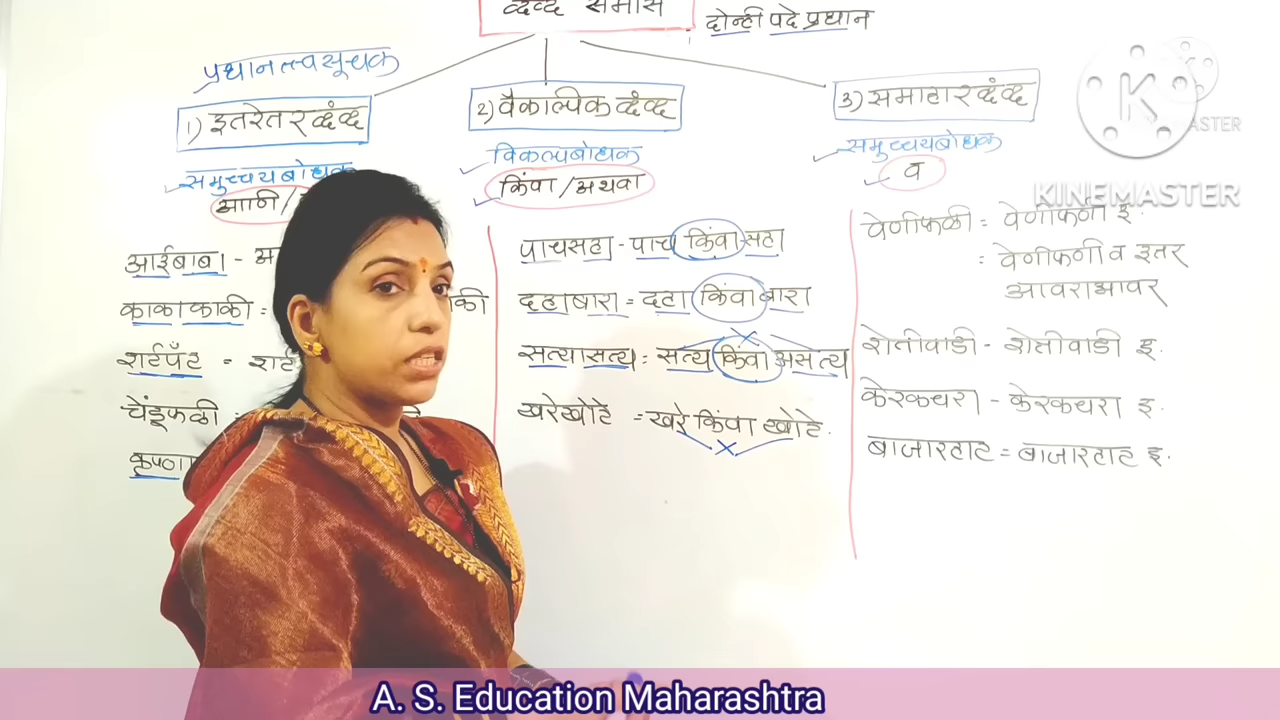 द्वंद्व समास
दोन्ही पदे प्रधान
प्रधानत्त्वसूचक
1) इतरेतर द्वंद्व
2) वैकाल्पिक द्वंद्व
3) समाहार द्वंद्व
समुच्चयबोधक
आणि /
विकल्पबोधक
किंवा / अथवा
समुच्चयबोधक
व
आईबाबा -
काकाकाकी =
शर्टपँट =
चेंडूफळी
पाचसहा - पाच किंवा सहा
दहाबारा = दहा किंवा बारा
सत्यासत्य = सत्य किंवा असत्य
खरेखोटे = खरे किंवा खोटे.
वेणीफळी = वेणीफणी इ.
= वेणीफणी व इतर
आवराआवर
शेतीवाडी - शेतीवाडी इ.
केरकचरा - केरकचरा इ.
बाजारहाट = बाजारहाट इ.
KINEMASTER
A. S. Education Maharashtra